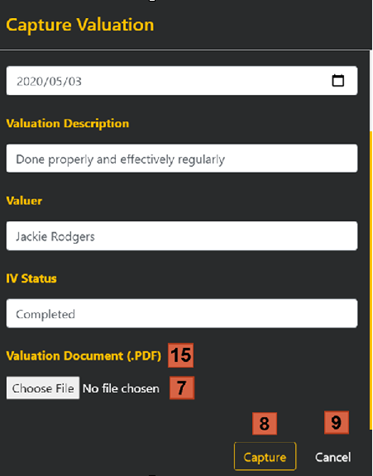 Capture Valuation
2020/05/03
Valuation Description
Done properly and effectively regularly
Valuer
Jackie Rodgers
IV Status
Completed
Valuation Document (.PDF) 15
Choose File No file chosen 7
8 9
Capture Cancel